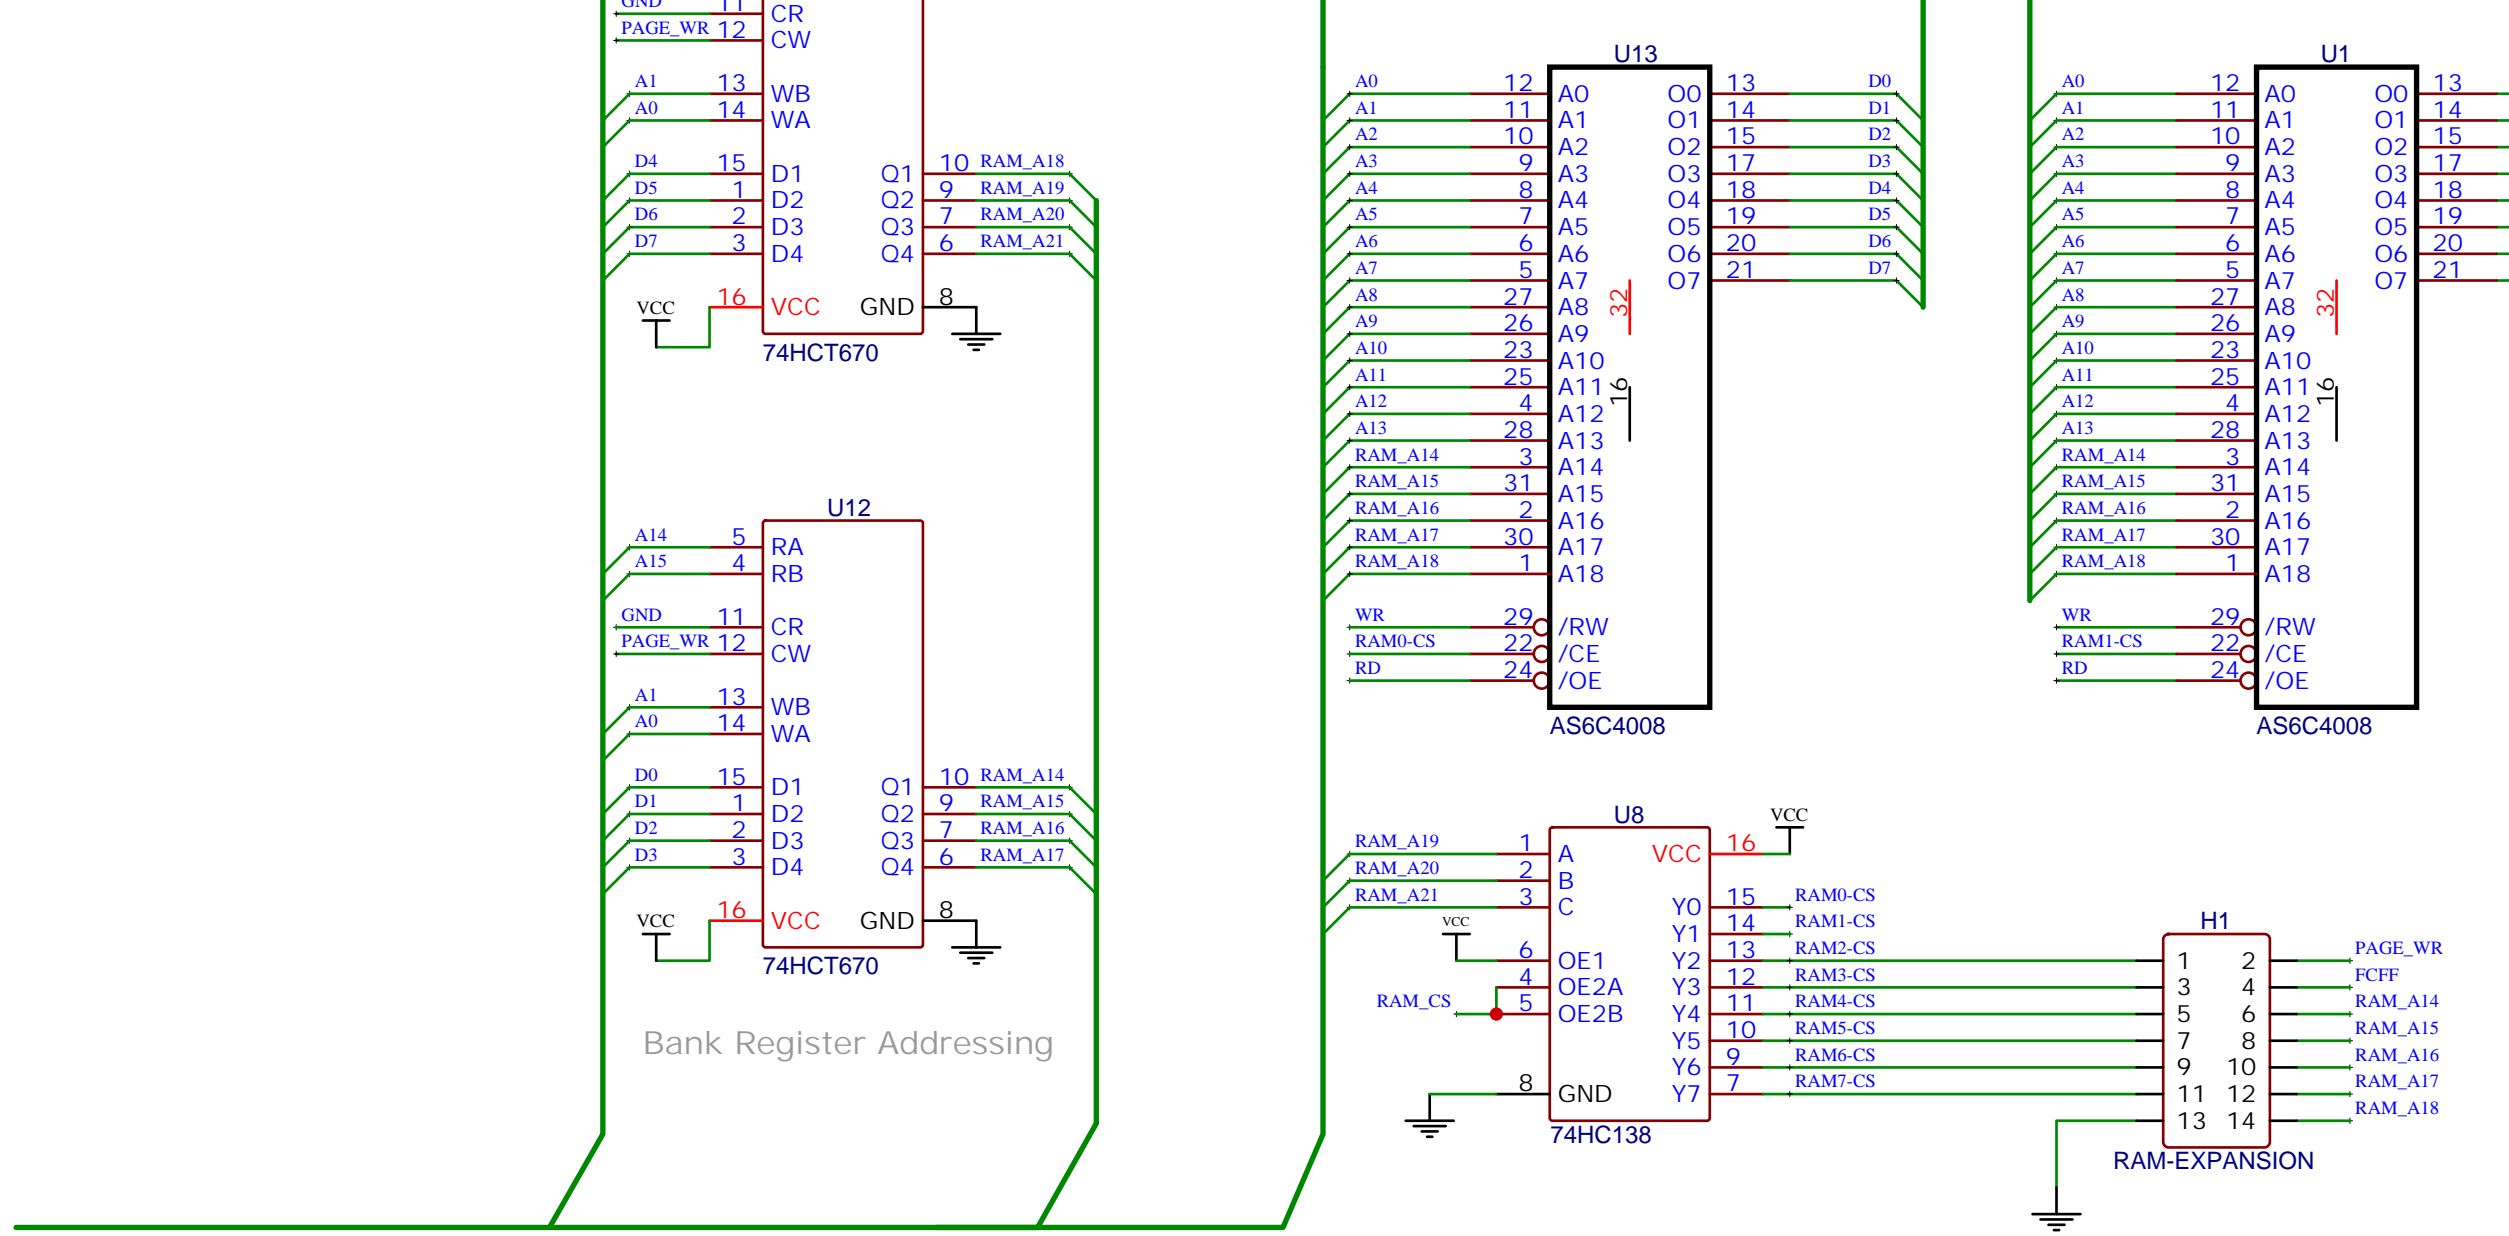 GND 11 CR
PAGE_WR 12 CW
A1 13 WB
A0 14 WA
D4 15 D1 Q1 10 RAM_A18
D5 1 D2 Q2 9 RAM_A19
D6 2 D3 Q3 7 RAM_A20
D7 3 D4 Q4 6 RAM_A21
VCC 16 VCC GND 8
74HCT670
U12
A14 5 RA
A15 4 RB
GND 11 CR
PAGE_WR 12 CW
A1 13 WB
A0 14 WA
D0 15 D1 Q1 10 RAM_A14
D1 1 D2 Q2 9 RAM_A15
D2 2 D3 Q3 7 RAM_A16
D3 3 D4 Q4 6 RAM_A17
VCC 16 VCC GND 8
74HCT670
Bank Register Addressing
U13
A0 12 A0 O0 13 D0
A1 11 A1 O1 14 D1
A2 10 A2 O2 15 D2
A3 9 A3 O3 17 D3
A4 8 A4 O4 18 D4
A5 7 A5 O5 19 D5
A6 6 A6 O6 20 D6
A7 5 A7 O7 21 D7
A8 27 A8 32
A9 26 A9
A10 23 A10
A11 25 A11 16
A12 4 A12
A13 28 A13
RAM_A14 3 A14
RAM_A15 31 A15
RAM_A16 2 A16
RAM_A17 30 A17
RAM_A18 1 A18
WR 29 /RW
RAM0-CS 22 /CE
RD 24 /OE
AS6C4008
U1
A0 12 A0 O0 13
A1 11 A1 O1 14
A2 10 A2 O2 15
A3 9 A3 O3 17
A4 8 A4 O4 18
A5 7 A5 O5 19
A6 6 A6 O6 20
A7 5 A7 O7 21
A8 27 A8 32
A9 26 A9
A10 23 A10
A11 25 A11 16
A12 4 A12
A13 28 A13
RAM_A14 3 A14
RAM_A15 31 A15
RAM_A16 2 A16
RAM_A17 30 A17
RAM_A18 1 A18
WR 29 /RW
RAM1-CS 22 /CE
RD 24 /OE
AS6C4008
U8
RAM_A19 1 A VCC 16 VCC
RAM_A20 2 B
RAM_A21 3 C Y0 15 RAM0-CS
Y1 14 RAM1-CS
VCC 6 OE1 Y2 13 RAM2-CS
4 OE2A Y3 12 RAM3-CS
RAM_CS 5 OE2B Y4 11 RAM4-CS
Y5 10 RAM5-CS
Y6 9 RAM6-CS
8 GND Y7 7 RAM7-CS
74HC138
H1
1 2 PAGE_WR
3 4 FCFF
5 6 RAM_A14
7 8 RAM_A15
9 10 RAM_A16
11 12 RAM_A17
13 14 RAM_A18
RAM-EXPANSION